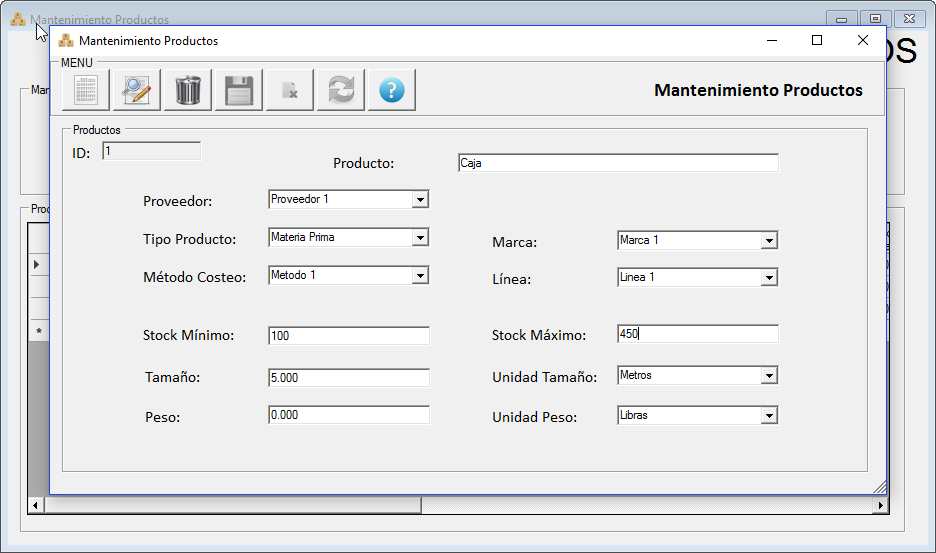 Mantenimiento Productos
Mantenimiento Productos
OS
MENU
Mar
Mantenimiento Productos
?
Productos
ID: 1
Producto: Caja
Proveedor: Proveedor 1
Prod
Tipo Producto: Materia Prima
Marca: Marca 1
Método Costeo: Metodo 1
Línea: Linea 1
Stock Mínimo: 100
Stock Máximo: 450
Tamaño: 5.000
Unidad Tamaño: Metros
Peso: 0.000
Unidad Peso: Libras